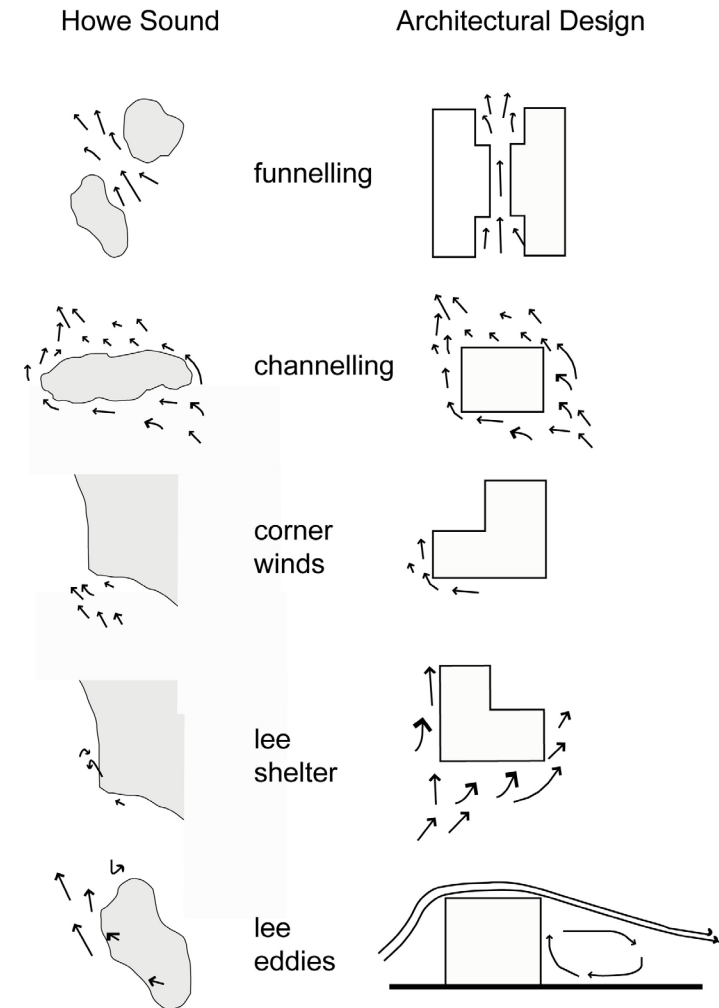 Howe Sound
Architectural Design
funnelling
channelling
corner
winds
lee
shelter
lee
eddies